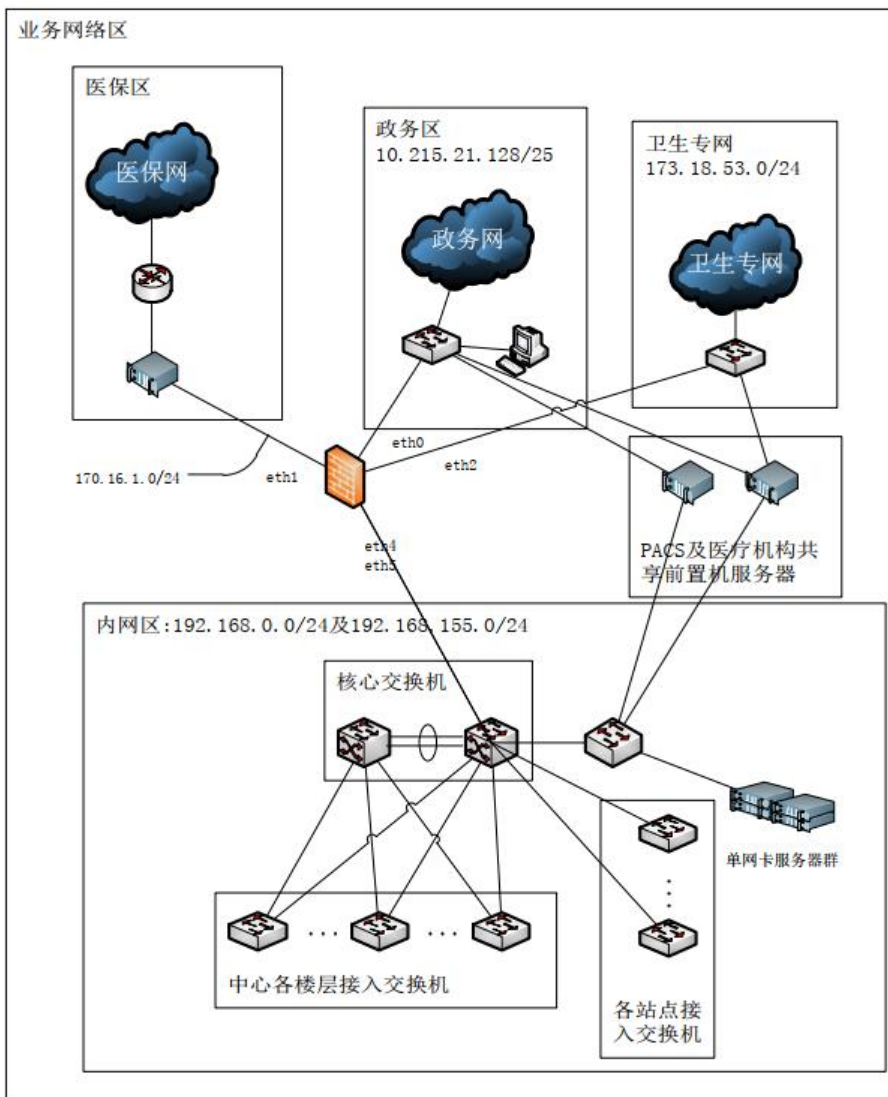 业务网络区
医保区
医保网
政务区
10.215.21.128/25
政务网
卫生专网
173.18.53.0/24
卫生专网
170.16.1.0/24
eth1
eth0
eth2
eth4
eth5
PACS及医疗机构共
享前置机服务器
内网区:192.168.0.0/24及192.168.155.0/24
核心交换机
单网卡服务器群
中心各楼层接入交换机
各站点接
入交换机